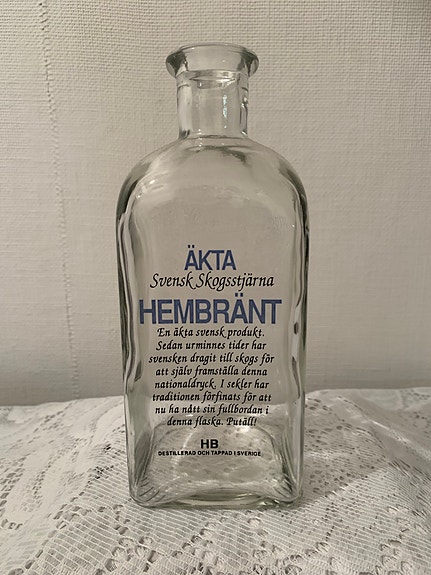 ÄKTA
Svensk Skogsstjärna
HEMBRÄNT
En äkta svensk produkt.
Sedan urminnes tider har
svensken dragit till skogs för
att själv framställa denna
nationaldryck. I sekler har
traditionen förfinats för att
nu ha nått sin fullbordan i
denna flaska. Putäll!
HB
DESTILLERAD OCH TAPPAD I SVERIGE